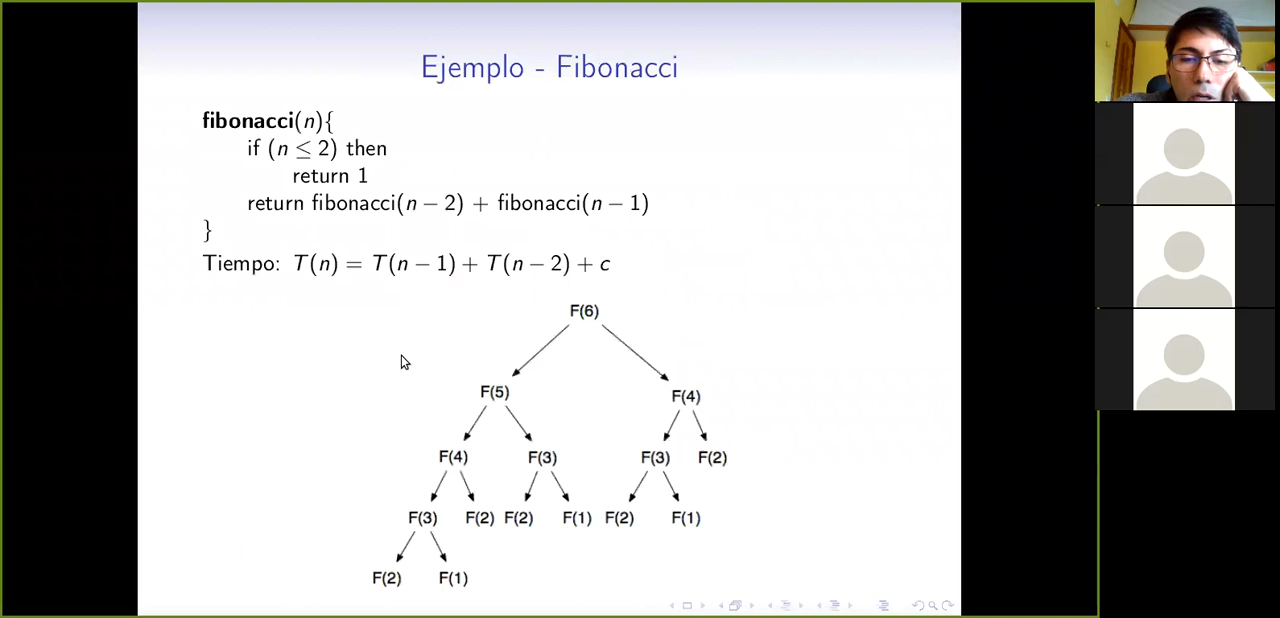 Ejemplo - Fibonacci
fibonacci(n){
if (n ≤ 2) then
return 1
return fibonacci(n − 2) + fibonacci(n − 1)
}
Tiempo: T(n) = T(n − 1) + T(n − 2) + c
F(6)
F(5) F(4)
F(4) F(3) F(3) F(2)
F(3) F(2) F(2) F(1) F(2) F(1)
F(2) F(1)